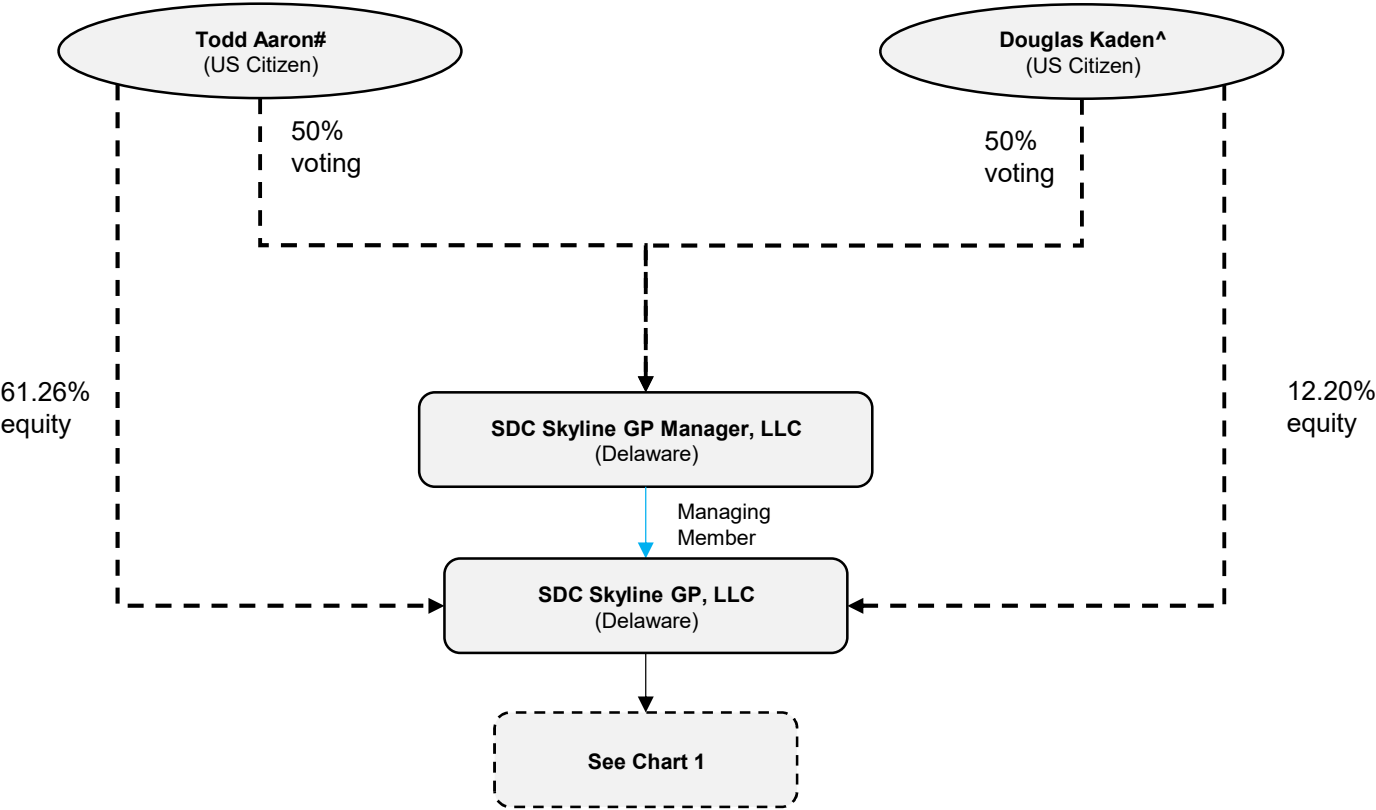 Todd Aaron#
(US Citizen)
Douglas Kaden^
(US Citizen)
50%
voting
50%
voting
61.26%
equity
12.20%
equity
SDC Skyline GP Manager, LLC
(Delaware)
Managing
Member
SDC Skyline GP, LLC
(Delaware)
See Chart 1